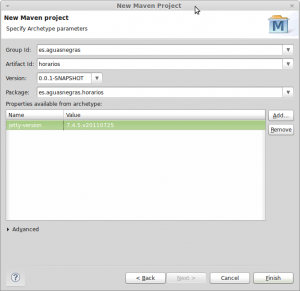 New Maven Project
New Maven project
Specify Archetype parameters
M
Group Id: es.aguasnegras
Artifact Id: horarios
Version: 0.0.1-SNAPSHOT
Package: es.aguasnegras.horarios
Properties available from archetype:
Name Value
jetty-version 7.4.5.v20110725
Add...
Remove
Advanced
?
< Back Next > Cancel Finish